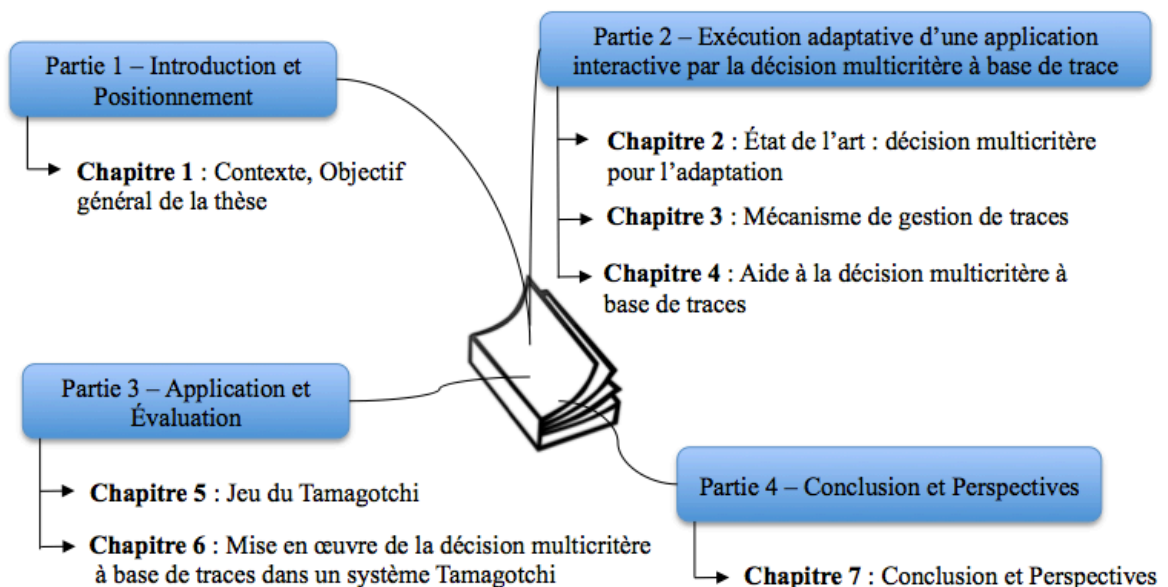 Partie 1 – Introduction et
Positionnement
Chapitre 1 : Contexte, Objectif
général de la thèse
Partie 2 – Exécution adaptative d’une application
interactive par la décision multicritère à base de trace
Chapitre 2 : État de l’art : décision multicritère
pour l’adaptation
Chapitre 3 : Mécanisme de gestion de traces
Chapitre 4 : Aide à la décision multicritère à
base de traces
Partie 3 – Application et
Évaluation
Chapitre 5 : Jeu du Tamagotchi
Chapitre 6 : Mise en œuvre de la décision multicritère
à base de traces dans un système Tamagotchi
Partie 4 – Conclusion et Perspectives
Chapitre 7 : Conclusion et Perspectives